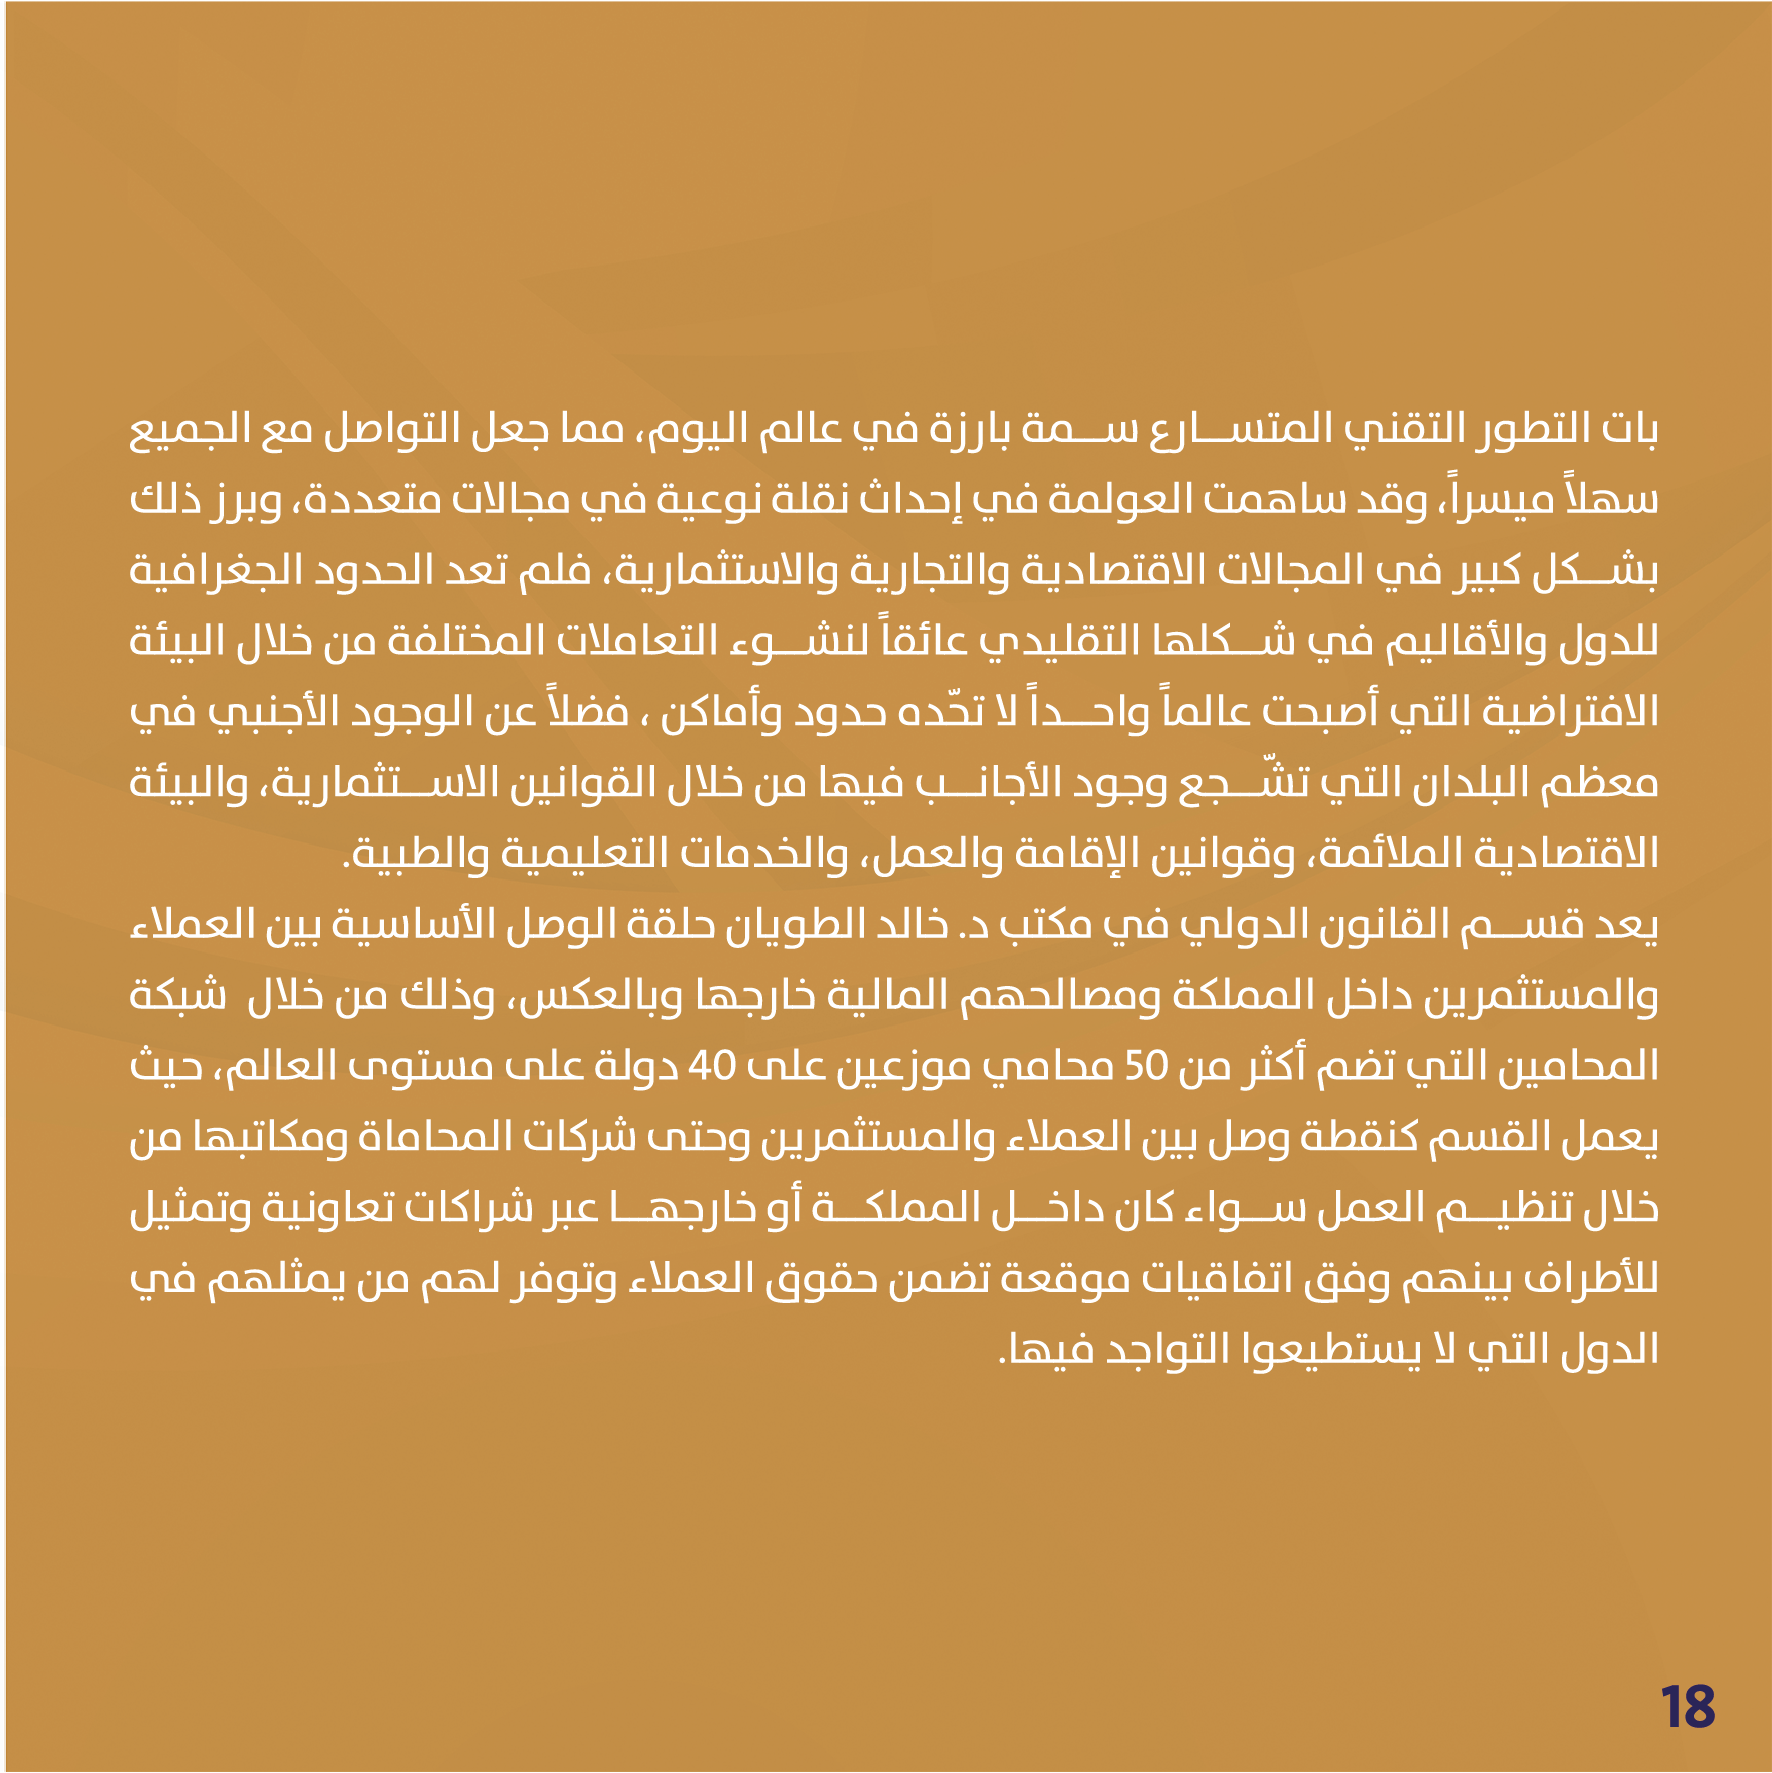 بات التطور التقني المتسارع سمة بارزة في عالم اليوم، مما جعل التواصل مع الجميع
سهلاً ميسراً، وقد ساهمت العولمة في إحداث نقلة نوعية في مجالات متعددة، وبرز ذلك
بشكل كبير في المجالات الاقتصادية والتجارية والاستثمارية، فلم تعد الحدود الجغرافية
للدول والأقاليم في شكلها التقليدي عائقاً لنشوء التعاملات المختلفة من خلال البيئة
الافتراضية التي أصبحت عالماً واحداً لا تحّده حدود وأماكن ، فضلاً عن الوجود الأجنبي في
معظم البلدان التي تشّجع وجود الأجانب فيها من خلال القوانين الاستثمارية، والبيئة
الاقتصادية الملائمة، وقوانين الإقامة والعمل، والخدمات التعليمية والطبية.
يعد قسم القانون الدولي في مكتب د. خالد الطويان حلقة الوصل الأساسية بين العملاء
والمستثمرين داخل المملكة ومصالحهم المالية خارجها وبالعكس، وذلك من خلال شبكة
المحامين التي تضم أكثر من 50 محامي موزعين على 40 دولة على مستوى العالم، حيث
يعمل القسم كنقطة وصل بين العملاء والمستثمرين وحتى شركات المحاماة ومكاتبها من
خلال تنظيم العمل سواء كان داخل المملكة أو خارجها عبر شراكات تعاونية وتمثيل
للأطراف بينهم وفق اتفاقيات موقعة تضمن حقوق العملاء وتوفر لهم من يمثلهم في
الدول التي لا يستطيعوا التواجد فيها.
18